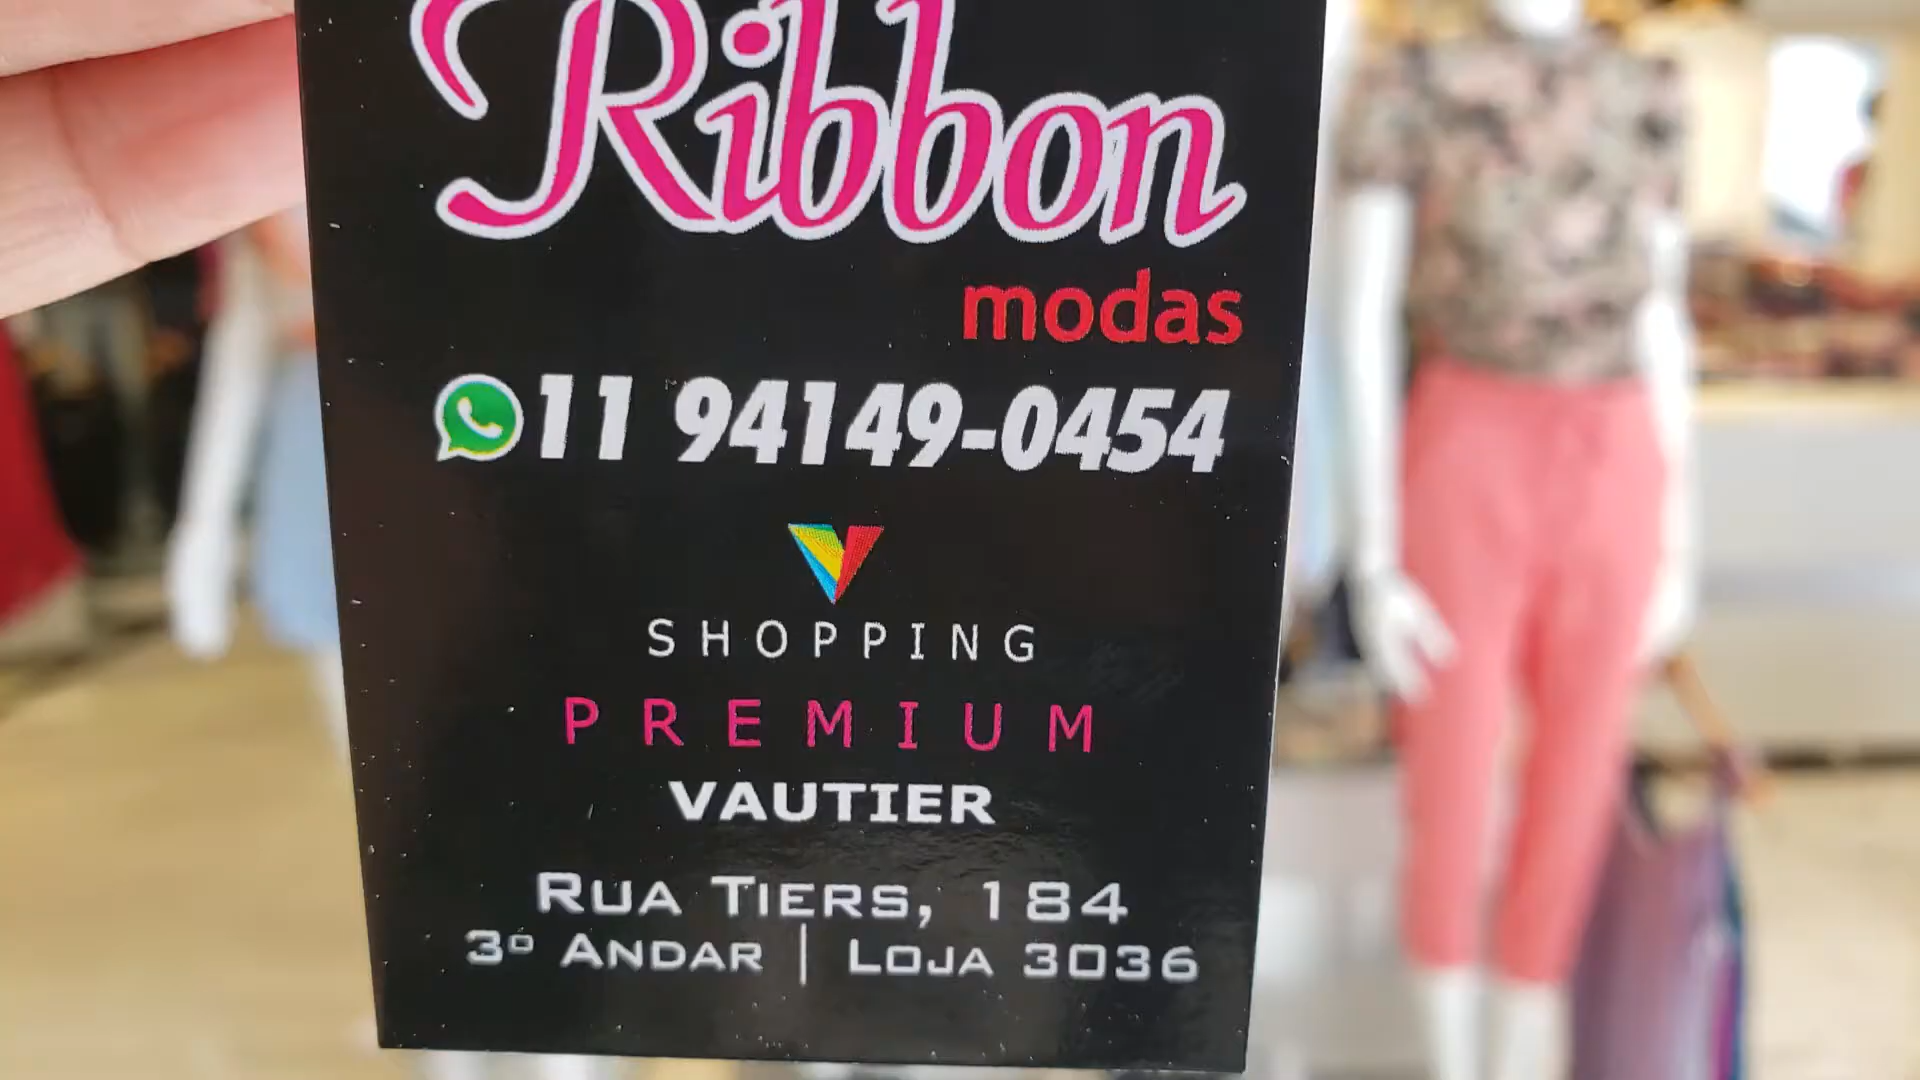 Ribbon
modas
11 94149-0454
SHOPPING
PREMIUM
VAUTIER
RUA TIERS, 184
3º ANDAR | LOJA 3036